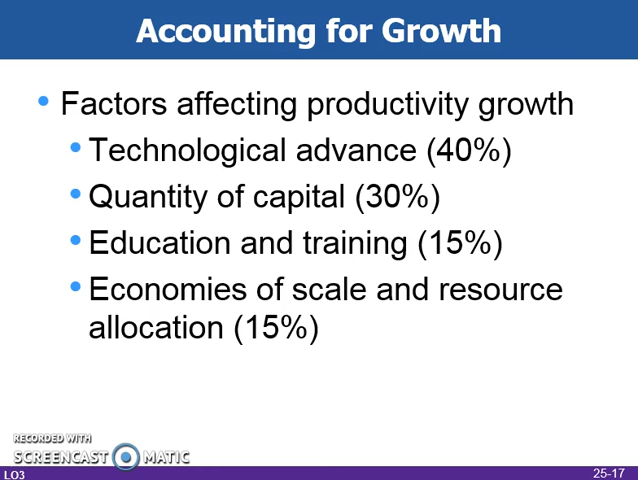 Accounting for Growth
• Factors affecting productivity growth
• Technological advance (40%)
• Quantity of capital (30%)
• Education and training (15%)
• Economies of scale and resource
allocation (15%)
RECORDED WITH
SCREENCAST MATIC
LO3
25-17